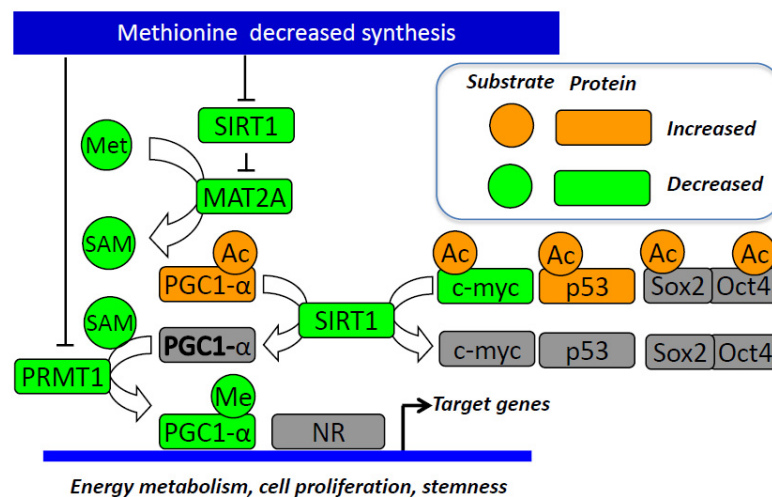 Methionine decreased synthesis
Substrate Protein
Increased
Decreased
SIRT1
Met
MAT2A
SAM
Ac
PGC1-α
Ac
c-myc
Ac
p53
Ac
Sox2
Ac
Oct4
SIRT1
SAM
PGC1-α
c-myc
p53
Sox2
Oct4
PRMT1
Me
PGC1-α
NR
Target genes
Energy metabolism, cell proliferation, stemness